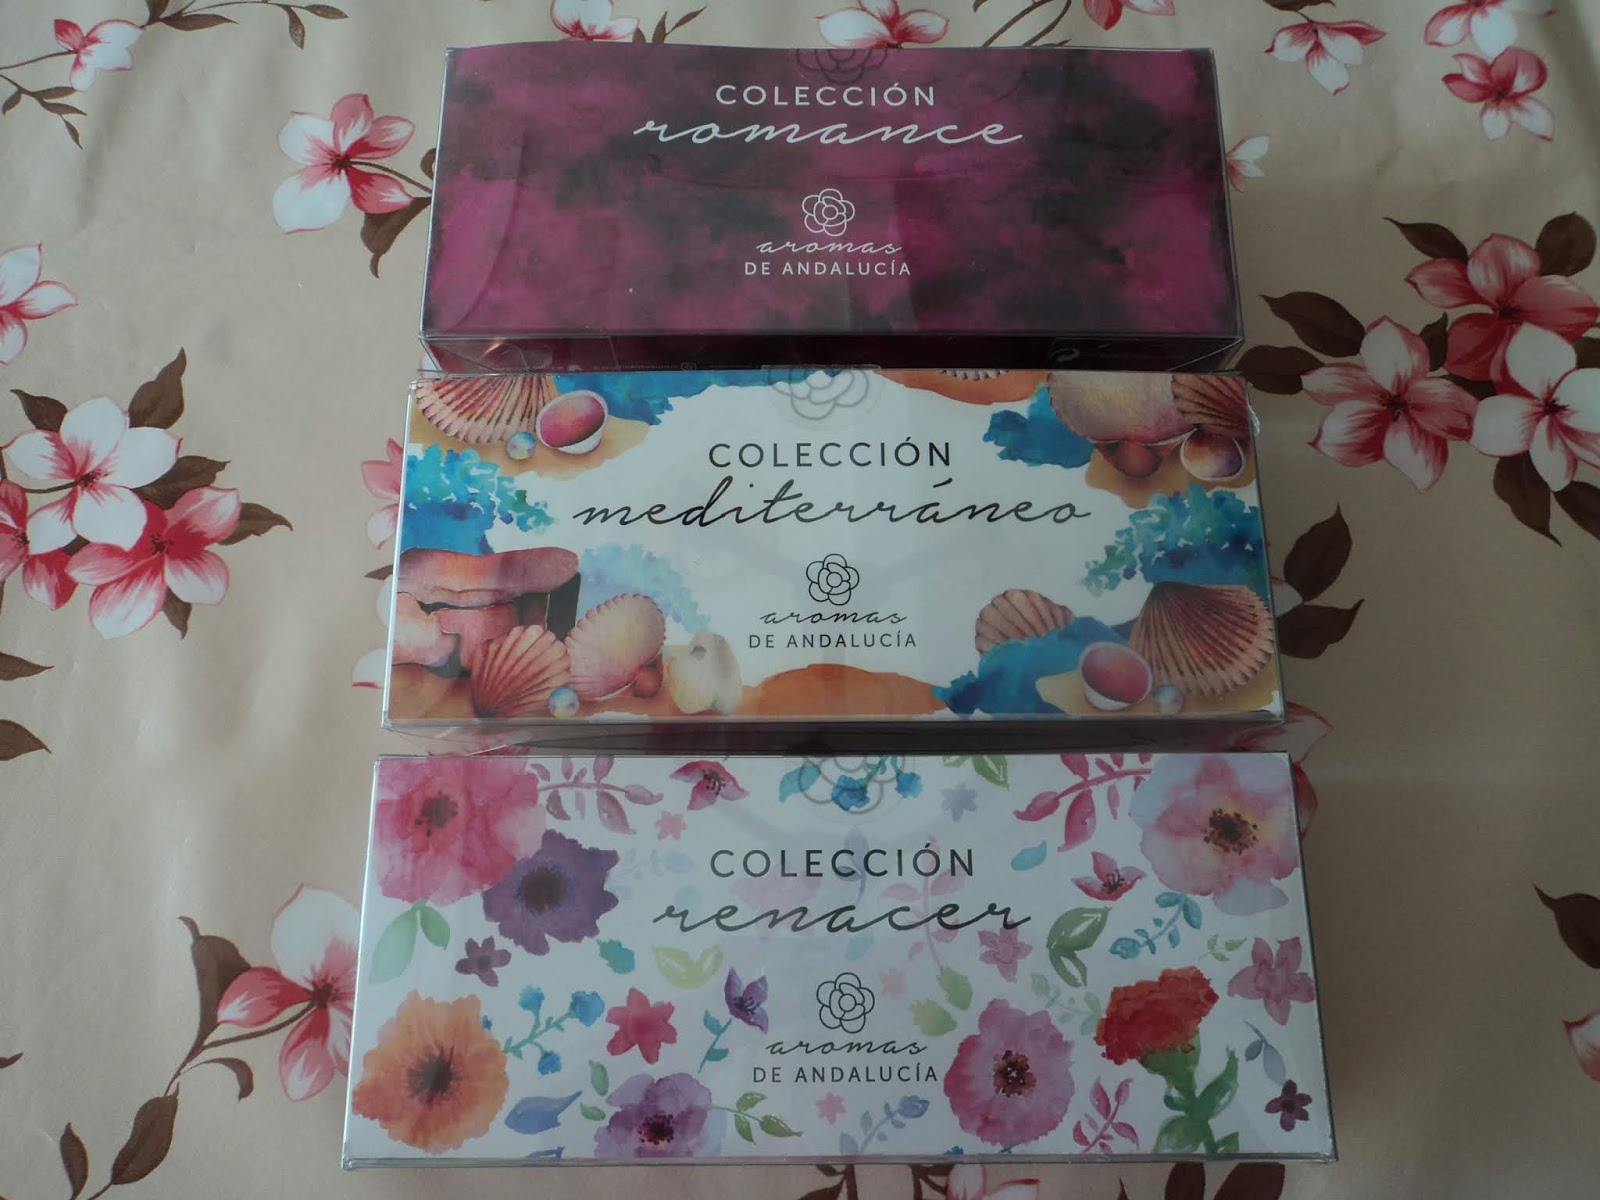 COLECCIÓN
romance
aromas
DE ANDALUCÍA
COLECCIÓN
mediterráneo
aromas
DE ANDALUCÍA
COLECCIÓN
renacer
aromas
DE ANDALUCÍA